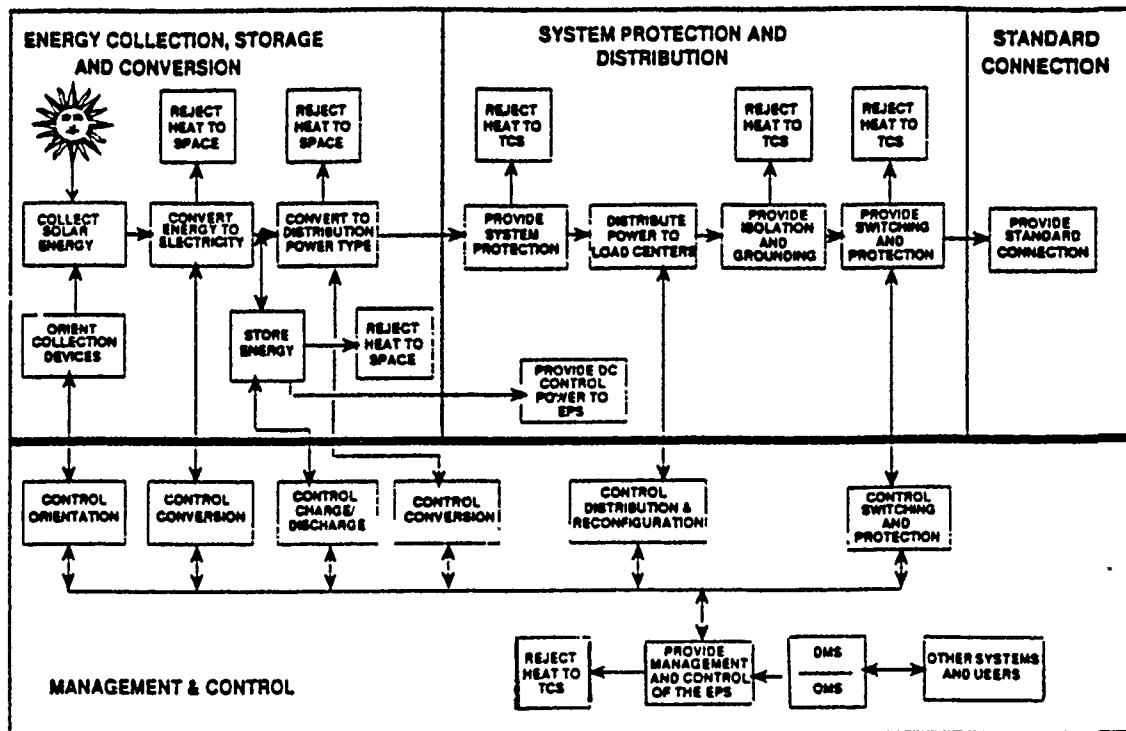 ENERGY COLLECTION, STORAGE
AND CONVERSION
SYSTEM PROTECTION AND
DISTRIBUTION
STANDARD
CONNECTION
REJECT
HEAT TO
SPACE
REJECT
HEAT TO
SPACE
REJECT
HEAT TO
TCS
REJECT
HEAT TO
TCS
REJECT
HEAT TO
TCS
COLLECT
SOLAR
ENERGY
CONVERT
ENERGY TO
ELECTRICITY
CONVERT TO
DISTRIBUTION
POWER TYPE
PROVIDE
SYSTEM
PROTECTION
DISTRIBUTE
POWER TO
LOAD CENTERS
PROVIDE
ISOLATION
AND
GROUNDING
PROVIDE
SWITCHING
AND
PROTECTION
PROVIDE
STANDARD
CONNECTION
ORIENT
COLLECTION
DEVICES
STORE
ENERGY
REJECT
HEAT TO
SPACE
PROVIDE DC
CONTROL
POWER TO
EPS
CONTROL
ORIENTATION
CONTROL
CONVERSION
CONTROL
CHARGE/
DISCHARGE
CONTROL
CONVERSION
CONTROL
DISTRIBUTION &
RECONFIGURATION
CONTROL
SWITCHING
AND
PROTECTION
MANAGEMENT & CONTROL
REJECT
HEAT TO
TCS
PROVIDE
MANAGEMENT
AND CONTROL
OF THE EPS
DMS
OMS
OTHER SYSTEMS
AND USERS